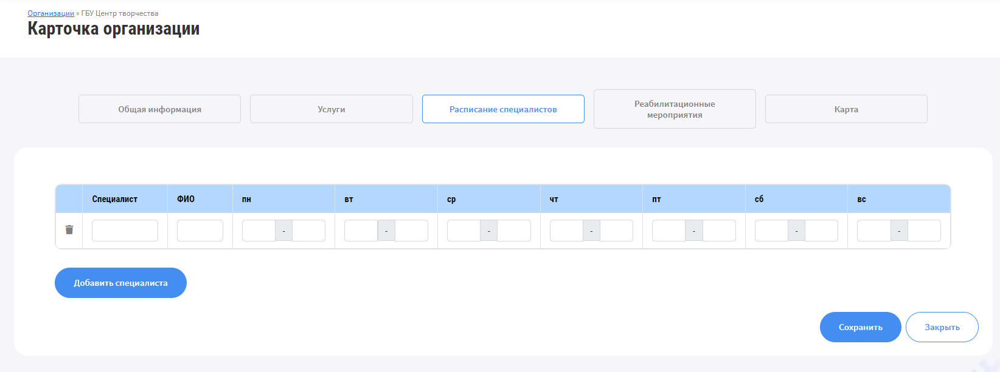 Организации » ГБУ Центр творчества
Карточка организации
Общая информация
Услуги
Расписание специалистов
Реабилитационные
мероприятия
Карта
Специалист ФИО пн вт ср чт пт сб вс
- - - - - - -
Добавить специалиста
Сохранить Закрыть